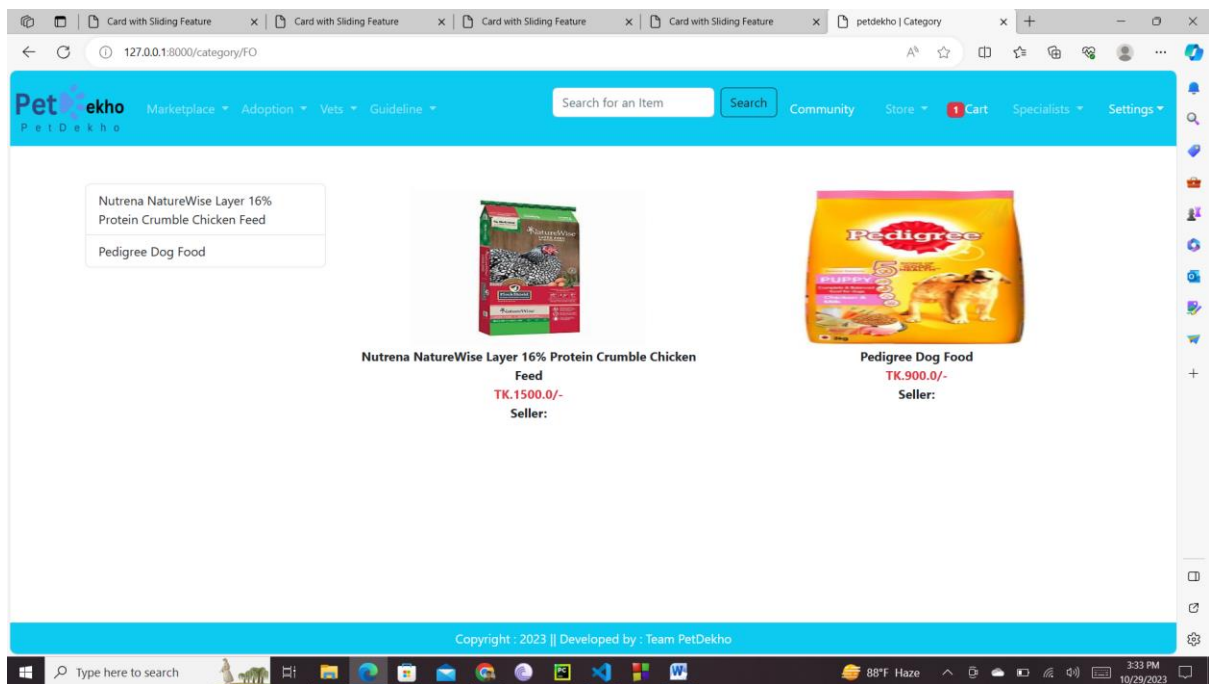 Card with Sliding Feature
Card with Sliding Feature
Card with Sliding Feature
Card with Sliding Feature
petdekho | Category
127.0.0.1:8000/category/FO
Pet ekho
PetDekho
Marketplace Adoption Vets Guideline Search for an Item Search Community Store 1 Cart Specialists Settings
Nutrena NatureWise Layer 16%
Protein Crumble Chicken Feed
Pedigree Dog Food
NatureWise
Nutrena NatureWise Layer 16% Protein Crumble Chicken
Feed
TK.1500.0/-
Seller:
Pedigree
PUPPY
Pedigree Dog Food
TK.900.0/-
Seller:
Copyright : 2023 || Developed by : Team PetDekho
Type here to search
88°F Haze
3:33 PM
10/29/2023